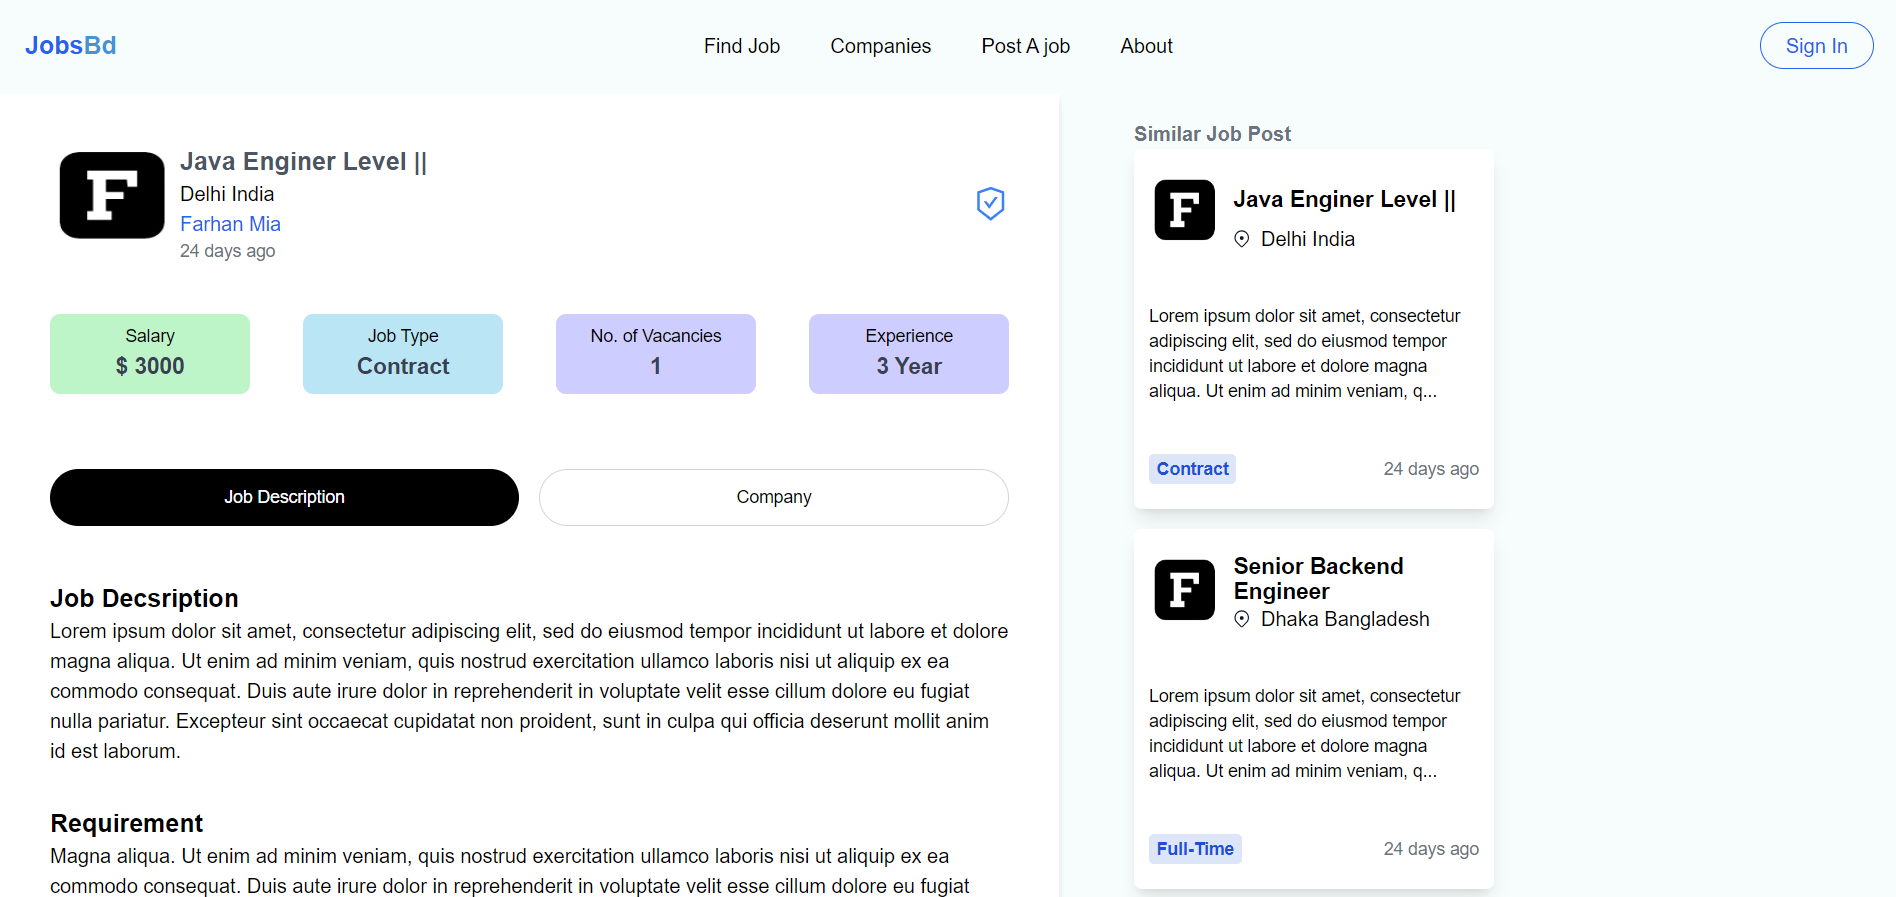 JobsBd
Find Job
Companies
Post A job
About
Sign In
F
Java Enginer Level ||
Delhi India
Farhan Mia
24 days ago
Salary
$ 3000
Job Type
Contract
No. of Vacancies
1
Experience
3 Year
Job Description
Company
Job Decsription
Lorem ipsum dolor sit amet, consectetur adipiscing elit, sed do eiusmod tempor incididunt ut labore et dolore
magna aliqua. Ut enim ad minim veniam, quis nostrud exercitation ullamco laboris nisi ut aliquip ex ea
commodo consequat. Duis aute irure dolor in reprehenderit in voluptate velit esse cillum dolore eu fugiat
nulla pariatur. Excepteur sint occaecat cupidatat non proident, sunt in culpa qui officia deserunt mollit anim
id est laborum.
Requirement
Magna aliqua. Ut enim ad minim veniam, quis nostrud exercitation ullamco laboris nisi ut aliquip ex ea
commodo consequat. Duis aute irure dolor in reprehenderit in voluptate velit esse cillum dolore eu fugiat
Similar Job Post
F
Java Enginer Level ||
Delhi India
Lorem ipsum dolor sit amet, consectetur
adipiscing elit, sed do eiusmod tempor
incididunt ut labore et dolore magna
aliqua. Ut enim ad minim veniam, q...
Contract
24 days ago
F
Senior Backend
Engineer
Dhaka Bangladesh
Lorem ipsum dolor sit amet, consectetur
adipiscing elit, sed do eiusmod tempor
incididunt ut labore et dolore magna
aliqua. Ut enim ad minim veniam, q...
Full-Time
24 days ago